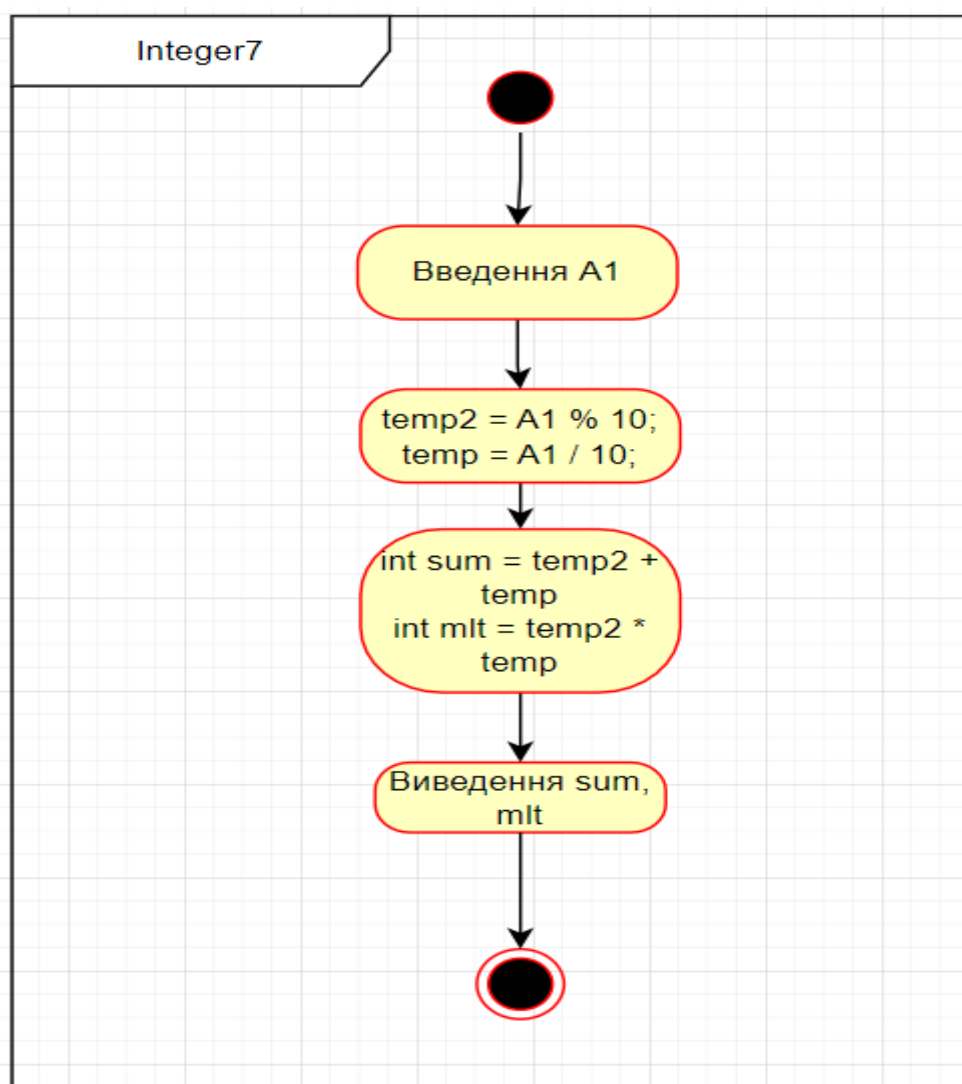 Integer7
Введення A1
temp2 = A1 % 10;
temp = A1 / 10;
int sum = temp2 +
temp
int mlt = temp2 *
temp
Виведення sum,
mlt